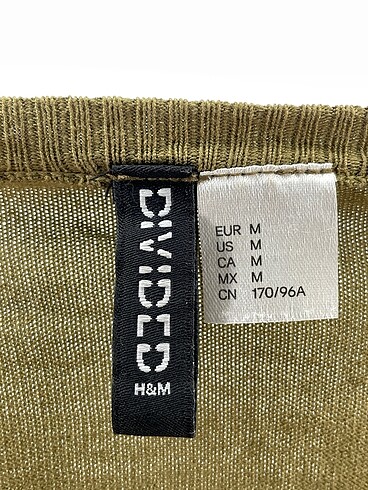 DIVIDED
H&M
EUR M
US M
CA M
MX M
CN 170/96A